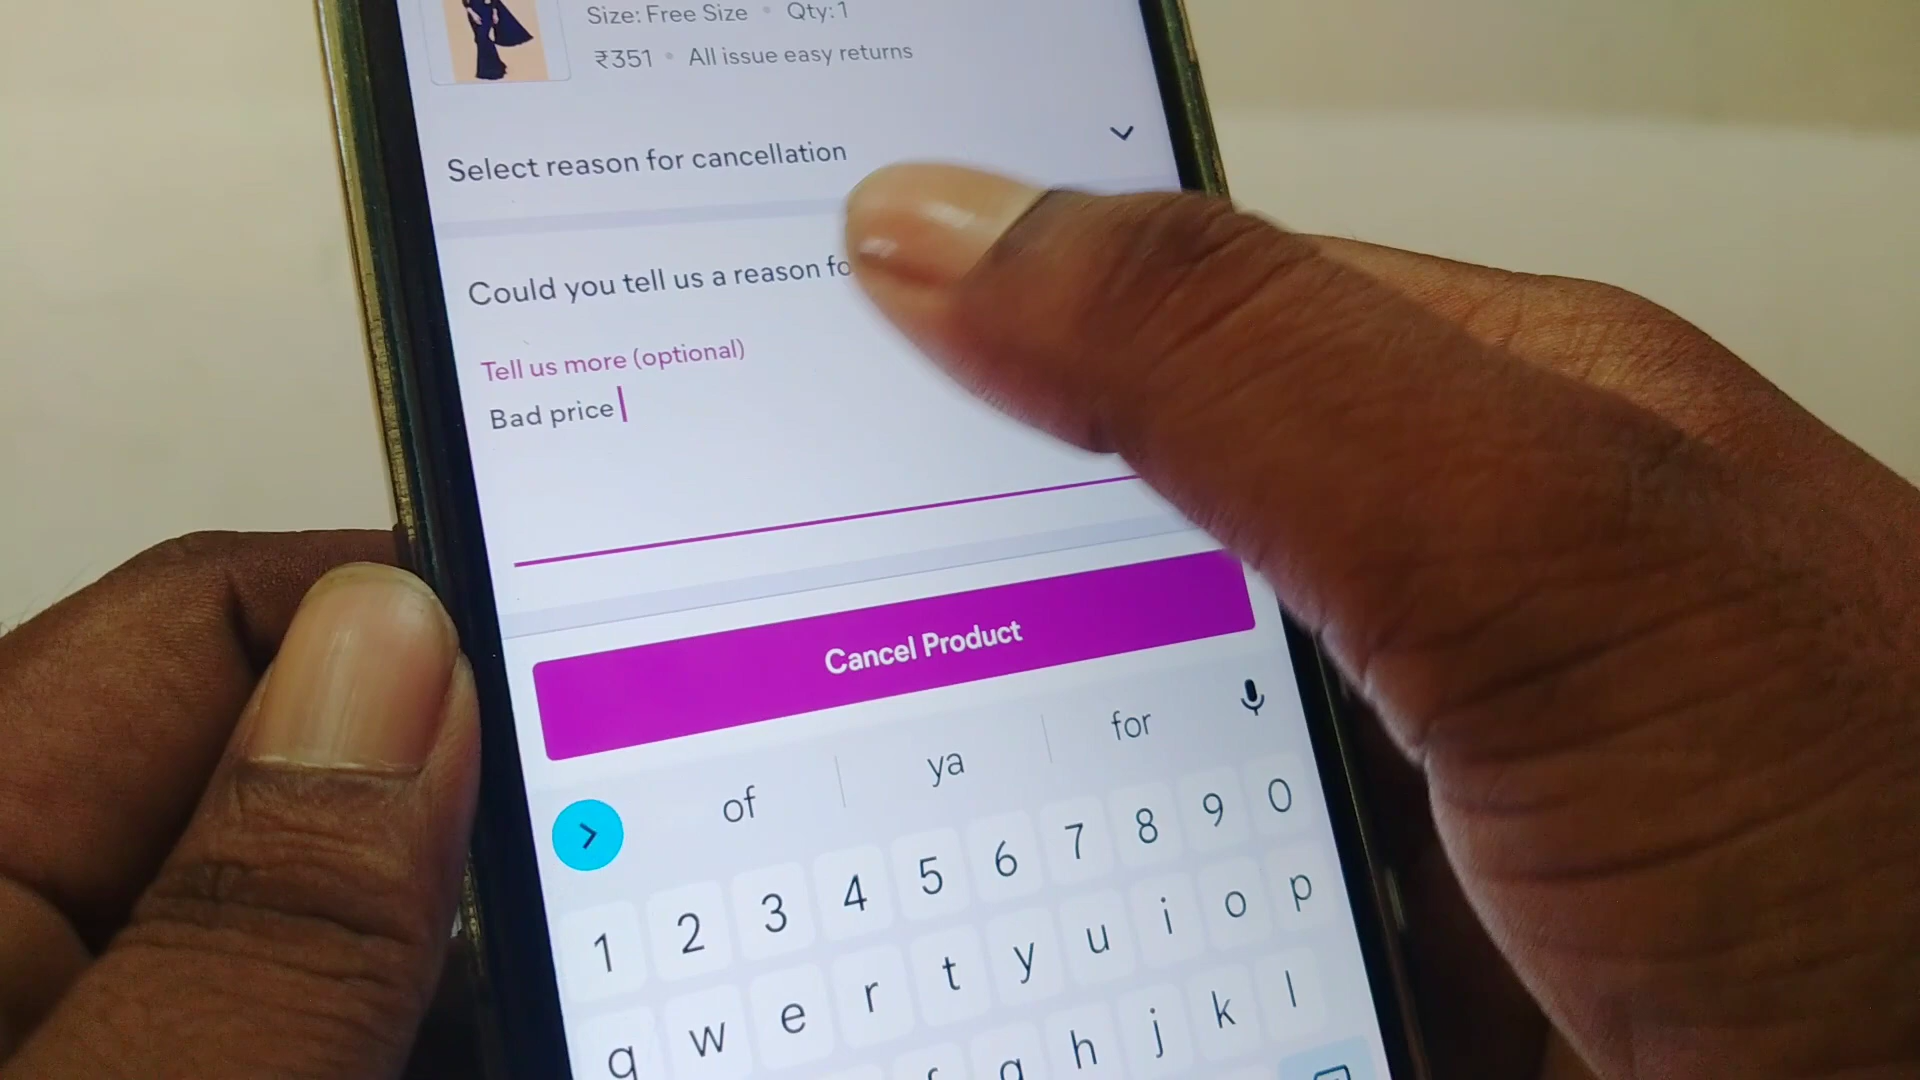 Size: Free Size • Qty:1
₹351 • All issue easy returns
Select reason for cancellation
Could you tell us a reason fo
Tell us more (optional)
Bad price
Cancel Product
of ya for
1 2 3 4 5 6 7 8 9 0
q w e r t y u i o p
g h j k l